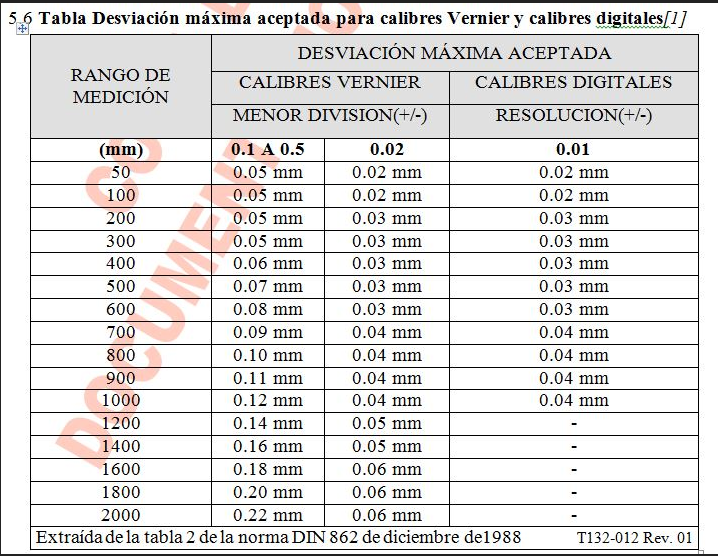 5.6 Tabla Desviación máxima aceptada para calibres Vernier y calibres digitales[1]
RANGO DE MEDICIÓN
DESVIACIÓN MÁXIMA ACEPTADA
CALIBRES VERNIER CALIBRES DIGITALES
MENOR DIVISION(+/-) RESOLUCION(+/-)
(mm) 0.1 A 0.5 0.02 0.01
50 0.05 mm 0.02 mm 0.02 mm
100 0.05 mm 0.02 mm 0.02 mm
200 0.05 mm 0.03 mm 0.03 mm
300 0.05 mm 0.03 mm 0.03 mm
400 0.06 mm 0.03 mm 0.03 mm
500 0.07 mm 0.03 mm 0.03 mm
600 0.08 mm 0.03 mm 0.03 mm
700 0.09 mm 0.04 mm 0.04 mm
800 0.10 mm 0.04 mm 0.04 mm
900 0.11 mm 0.04 mm 0.04 mm
1000 0.12 mm 0.04 mm 0.04 mm
1200 0.14 mm 0.05 mm -
1400 0.16 mm 0.05 mm -
1600 0.18 mm 0.06 mm -
1800 0.20 mm 0.06 mm -
2000 0.22 mm 0.06 mm -
Extraída de la tabla 2 de la norma DIN 862 de diciembre de1988 T132-012 Rev. 01
DOCUMENT